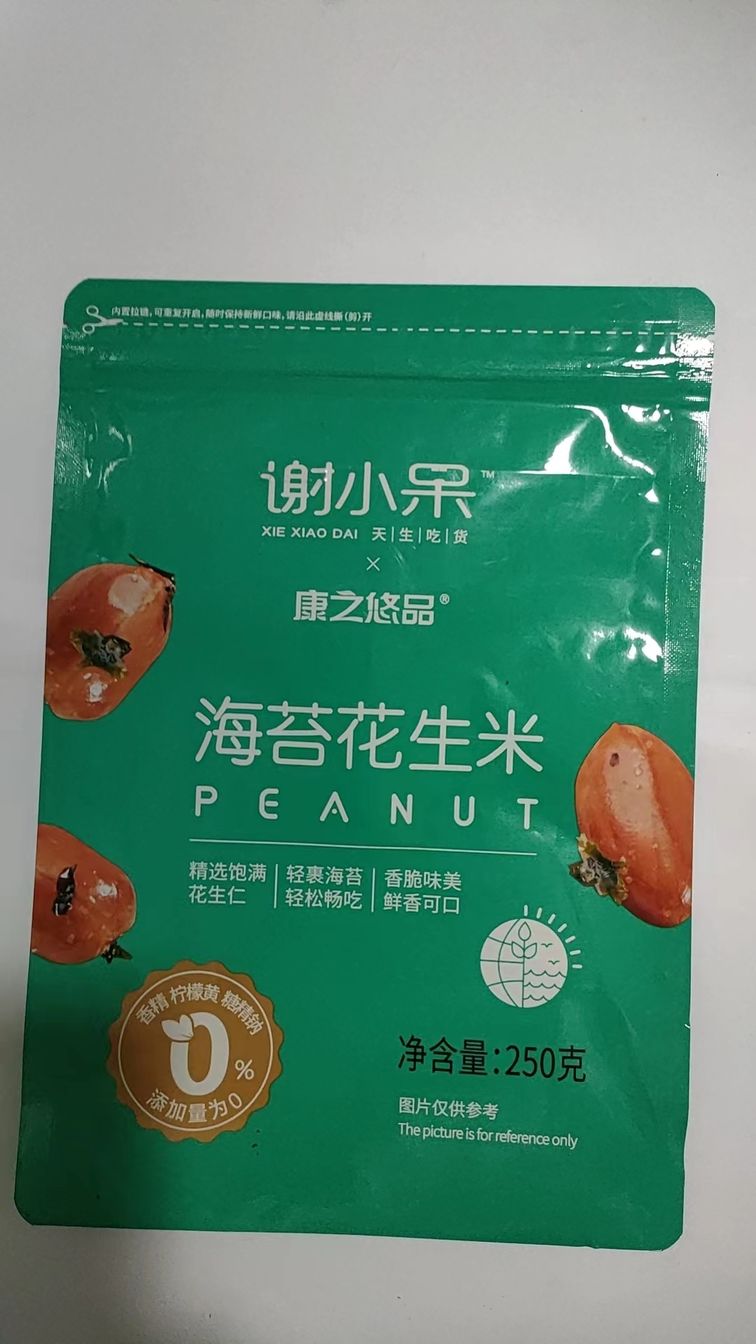 内置拉链,可重复开启,随时保持新鲜口味,请沿此虚线撕(剪)开
谢小呆™
XIE XIAO DAI 天|生|吃|货
×
康之悠品®
海苔花生米
PEANUT
精选饱满
花生仁
轻裹海苔
轻松畅吃
香脆味美
鲜香可口
香精 柠檬黄 糖精钠
0%
添加量为0
净含量:250克
图片仅供参考
The picture is for reference only